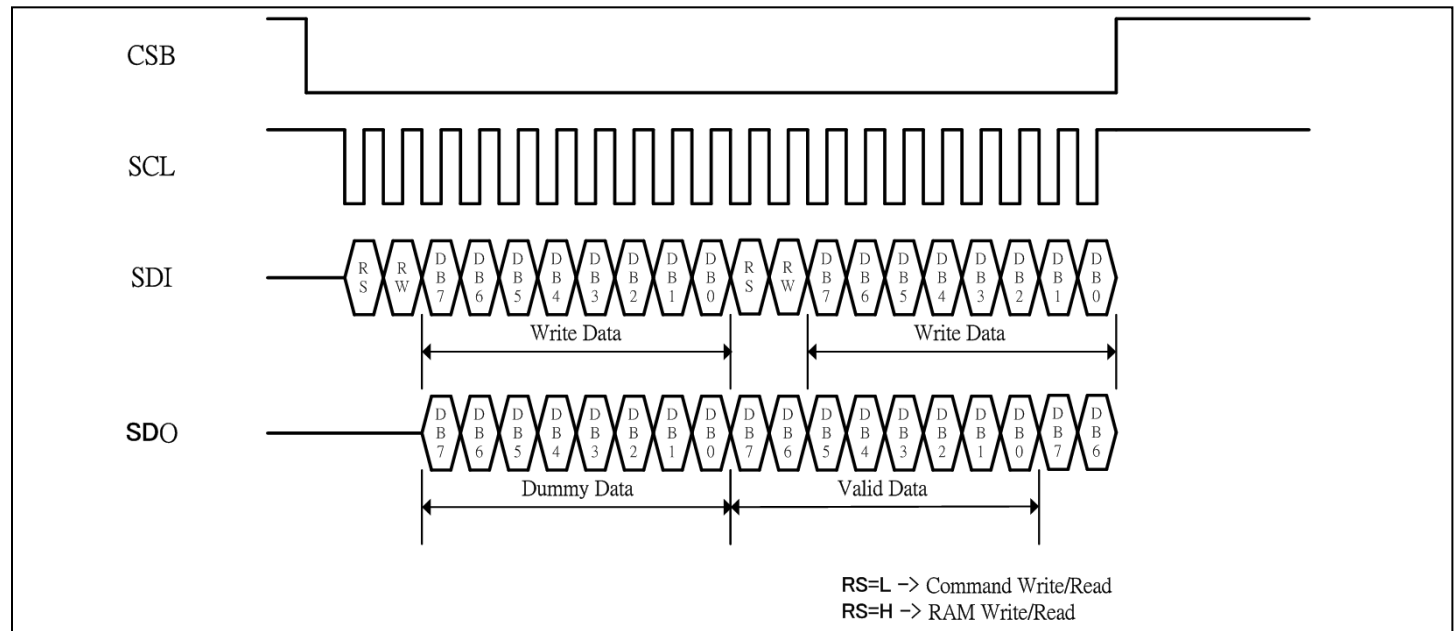 CSB
SCL
SDI
RS RW DB7 DB6 DB5 DB4 DB3 DB2 DB1 DB0 RS RW DB7 DB6 DB5 DB4 DB3 DB2 DB1 DB0
Write Data Write Data
SDO
DB7 DB6 DB5 DB4 DB3 DB2 DB1 DB0 DB7 DB6 DB5 DB4 DB3 DB2 DB1 DB0 DB7 DB6
Dummy Data Valid Data
RS=L -> Command Write/Read
RS=H -> RAM Write/Read